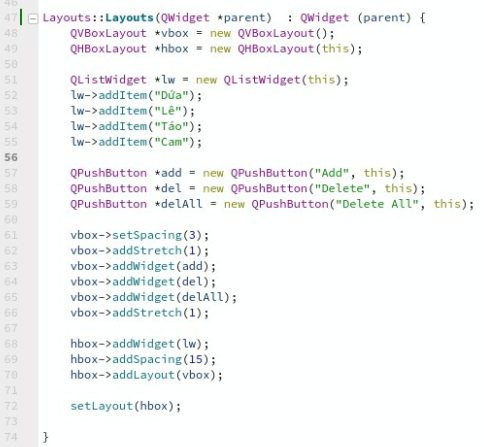 46
47 Layouts::Layouts(QWidget *parent)  : QWidget (parent) {
48     QVBoxLayout *vbox = new QVBoxLayout();
49     QHBoxLayout *hbox = new QHBoxLayout(this);
50
51     QListWidget *lw = new QListWidget(this);
52     lw->addItem("Dứa");
53     lw->addItem("Lê");
54     lw->addItem("Táo");
55     lw->addItem("Cam");
56
57     QPushButton *add = new QPushButton("Add", this);
58     QPushButton *del = new QPushButton("Delete", this);
59     QPushButton *delAll = new QPushButton("Delete All", this);
60
61     vbox->setSpacing(3);
62     vbox->addStretch(1);
63     vbox->addWidget(add);
64     vbox->addWidget(del);
65     vbox->addWidget(delAll);
66     vbox->addStretch(1);
67
68     hbox->addWidget(lw);
69     hbox->addSpacing(15);
70     hbox->addLayout(vbox);
71
72     setLayout(hbox);
73
74 }